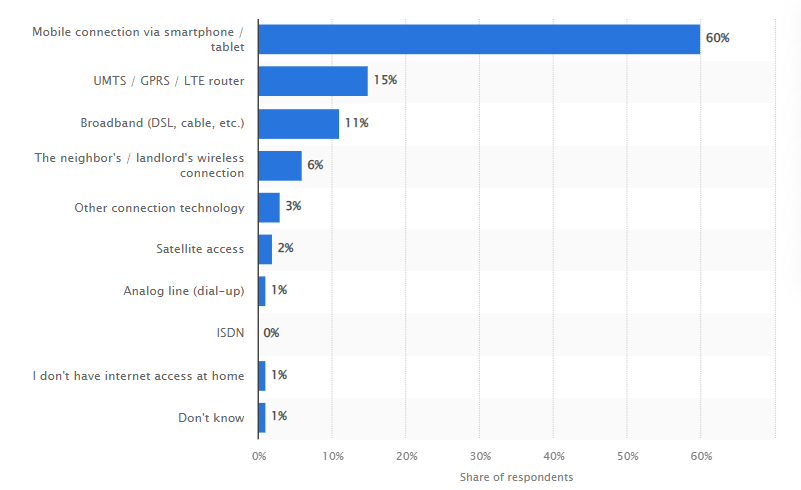 Mobile connection via smartphone /
tablet
60%
UMTS / GPRS / LTE router
15%
Broadband (DSL, cable, etc.)
11%
The neighbor's / landlord's wireless
connection
6%
Other connection technology
3%
Satellite access
2%
Analog line (dial-up)
1%
ISDN
0%
I don't have internet access at home
1%
Don't know
1%
0% 10% 20% 30% 40% 50% 60%
Share of respondents